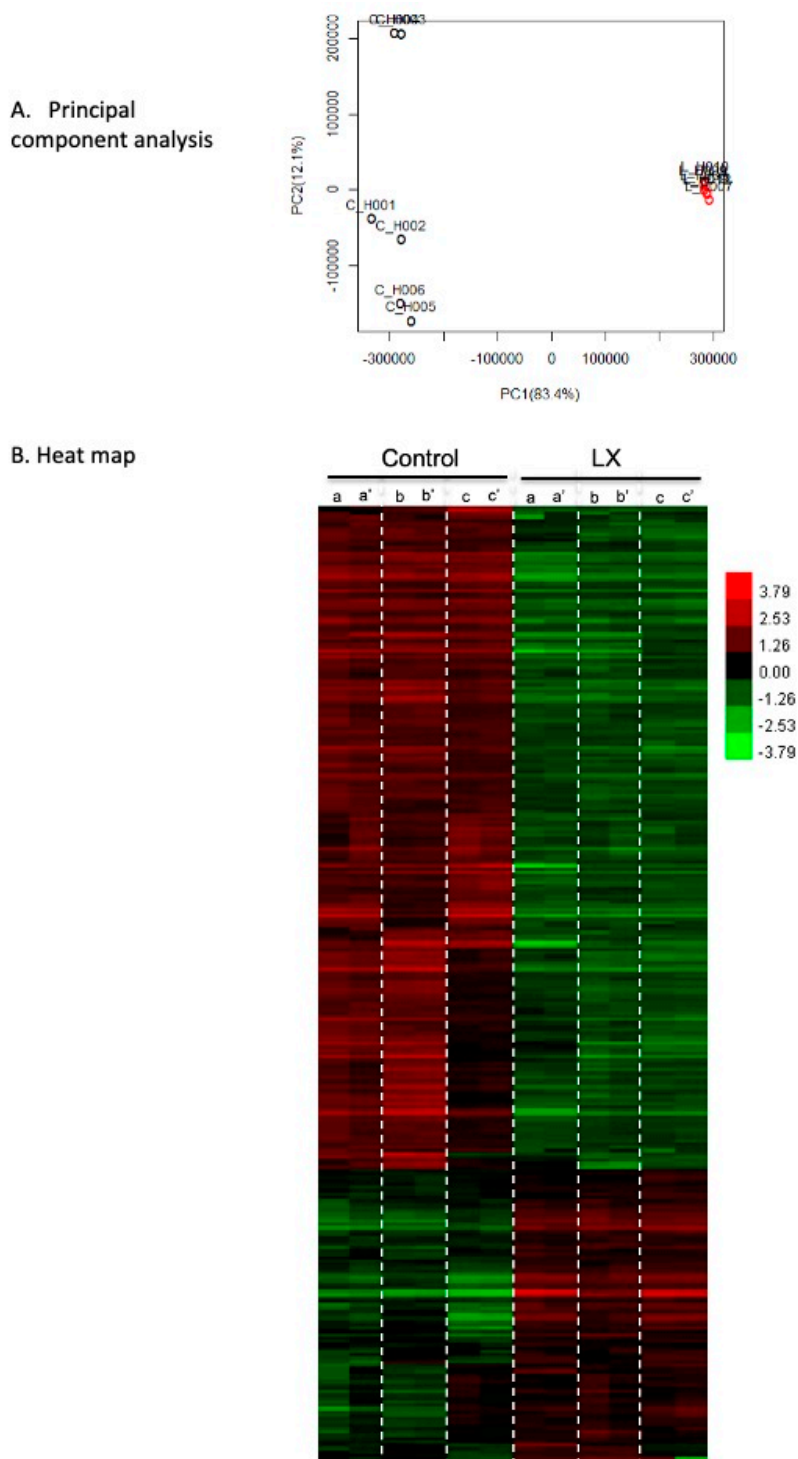 A. Principal
component analysis
PC2(12.1%)
200000
100000
0
-100000
C_H001
C_H002
C_H006
C_H005
-300000
-100000
0
100000
300000
PC1(83.4%)
B. Heat map
Control
LX
a a' b b' c c' a a' b b' c c'
3.79
2.53
1.26
0.00
-1.26
-2.53
-3.79